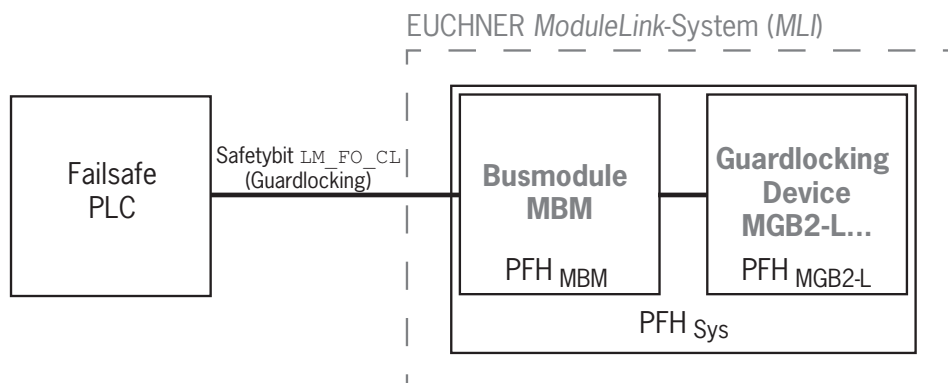 EUCHNER ModuleLink-System (MLI)
Failsafe
PLC
Safetybit LM_FO_CL
(Guardlocking)
Busmodule
MBM
PFH MBM
Guardlocking
Device
MGB2-L...
PFH MGB2-L
PFH Sys